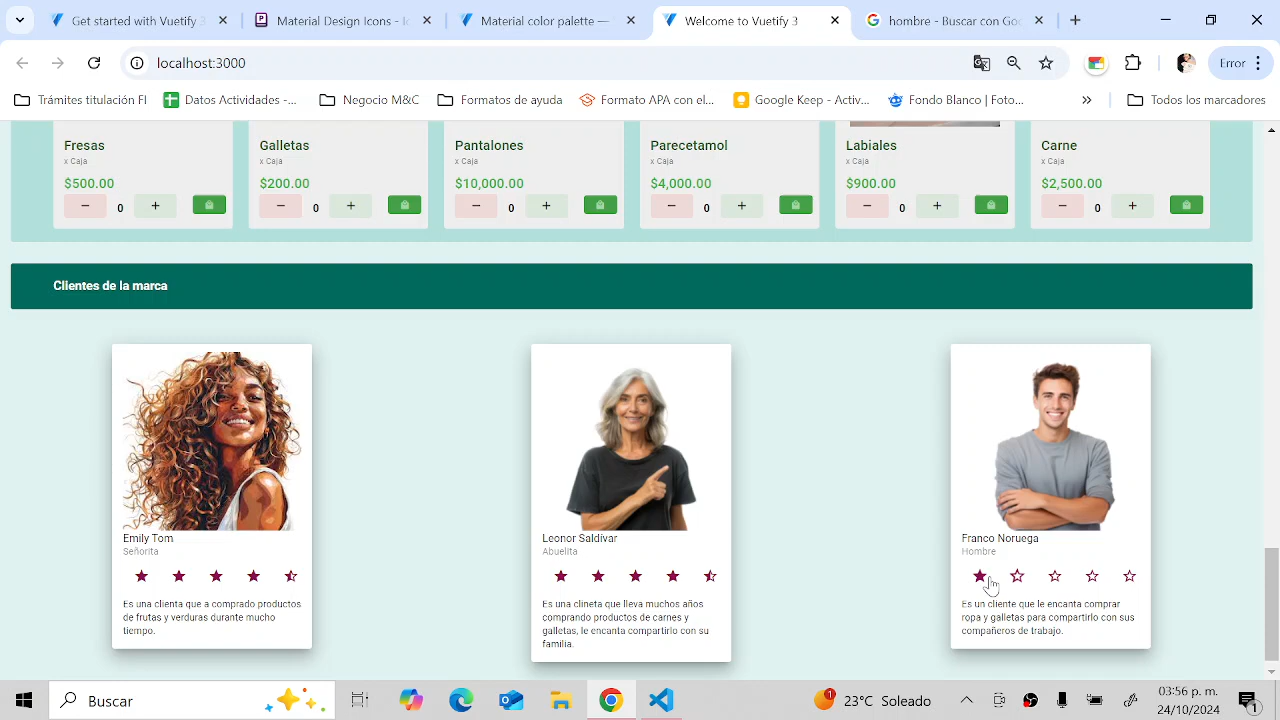 Welcome to Vuetify 3
Material Design - Icons - I
Material color palette —
Welcome to Vuetify 3
hombre - Buscar con Go
localhost:3000
Error
Trámites titulación FI
Datos Actividades -...
Negocio M&C
Formatos de ayuda
Formato APA con el...
Google Keep - Activ...
Fondo Blanco | Foto...
»
Todos los marcadores
Fresas
x Caja
$500.00
− 0 +
Galletas
x Caja
$200.00
− 0 +
Pantalones
x Caja
$10,000.00
− 0 +
Parecetamol
x Caja
$4,000.00
− 0 +
Labiales
x Caja
$900.00
− 0 +
Carne
x Caja
$2,500.00
− 0 +
Clientes de la marca
Emily Tom
Señorita
Es una clienta que a comprado productos
de frutas y verduras durante mucho
tiempo.
Leonor Saldívar
Abuelita
Es una clineta que lleva muchos años
comprando productos de carnes y
galletas, le encanta compartirlo con su
familia.
Franco Noruega
Hombre
Es un cliente que le encanta comprar
ropa y galletas para compartirlo con sus
compañeros de trabajo.
Buscar
1
23°C Soleado
03:56 p. m.
24/10/2024
1